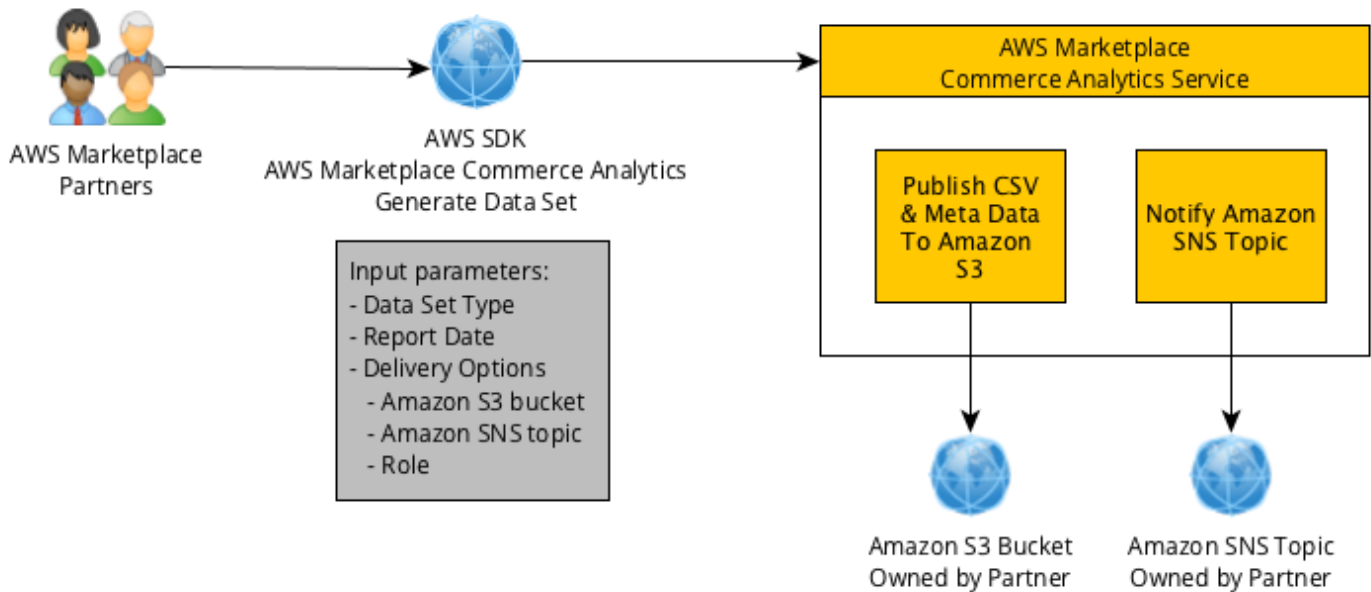 AWS Marketplace
Partners
AWS SDK
AWS Marketplace Commerce Analytics
Generate Data Set
Input parameters:
- Data Set Type
- Report Date
- Delivery Options
- Amazon S3 bucket
- Amazon SNS topic
- Role
AWS Marketplace
Commerce Analytics Service
Publish CSV
& Meta Data
To Amazon
S3
Notify Amazon
SNS Topic
Amazon S3 Bucket
Owned by Partner
Amazon SNS Topic
Owned by Partner